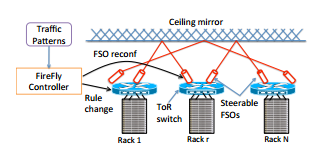 Traffic
Patterns
Ceiling mirror
FSO reconf
FireFly
Controller
Rule
change
ToR
switch
Steerable
FSOs
Rack 1
Rack r
Rack N